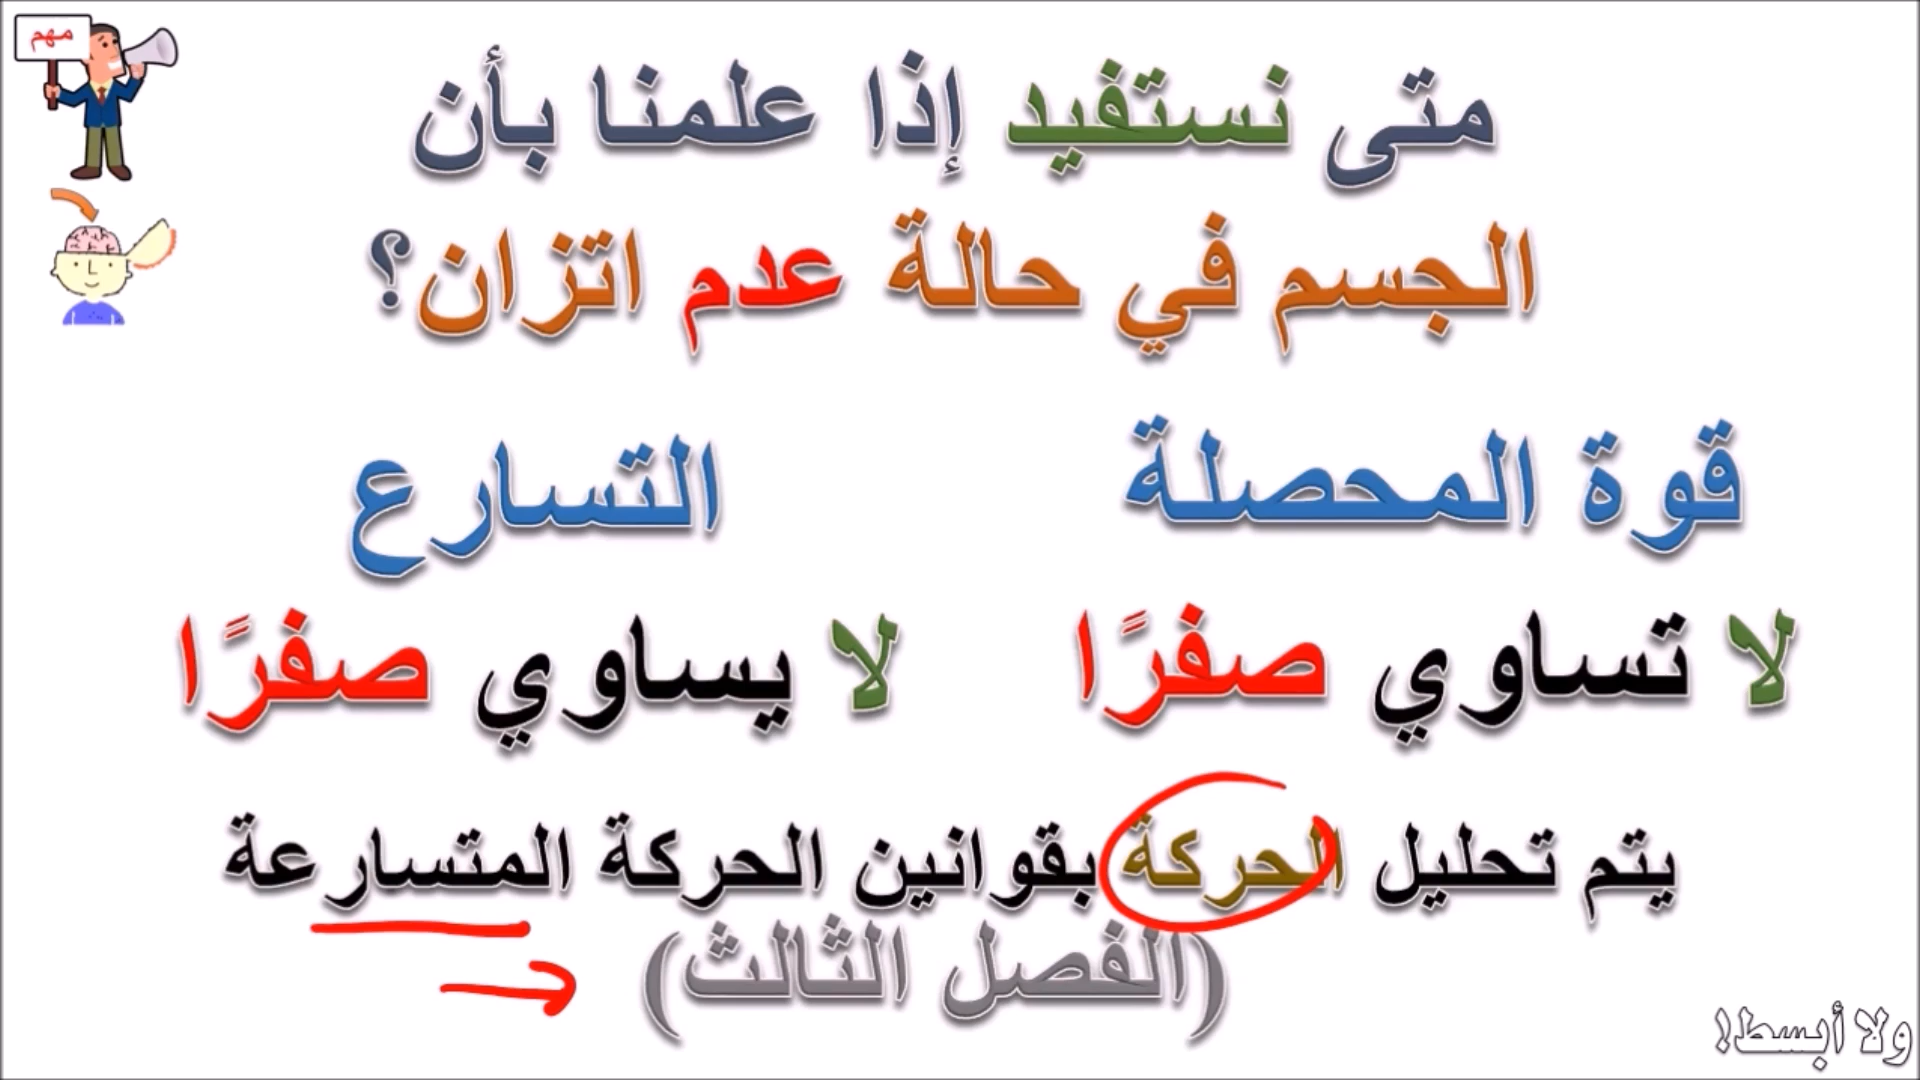 مهم
متى نستفيد إذا علمنا بأن
الجسم في حالة عدم اتزان؟
قوة المحصلة
لا تساوي صفرًا
التسارع
لا يساوي صفرًا
يتم تحليل الحركة بقوانين الحركة المتسارعة
(الفصل الثالث)
ولا أبسط!